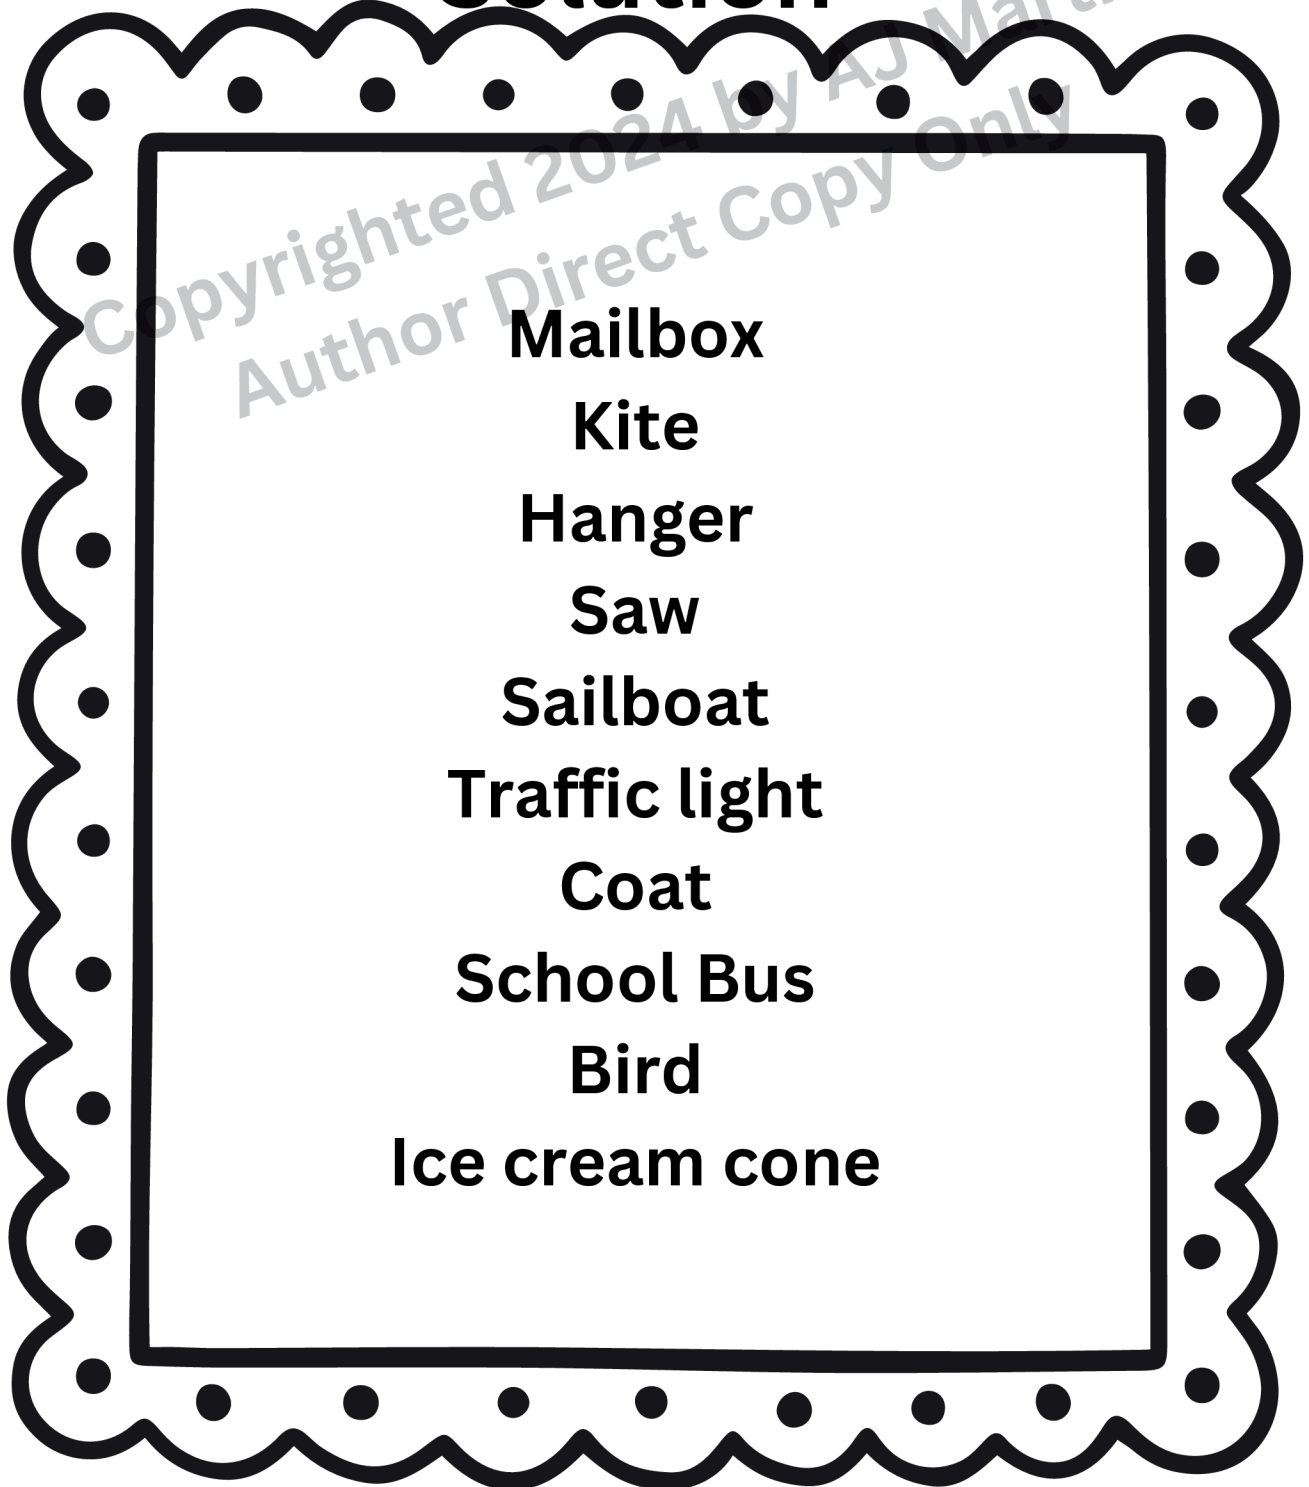 Solution
Copyrighted 2024 by AJ
Author Direct Copy Only
Mailbox
Kite
Hanger
Saw
Sailboat
Traffic light
Coat
School Bus
Bird
Ice cream cone